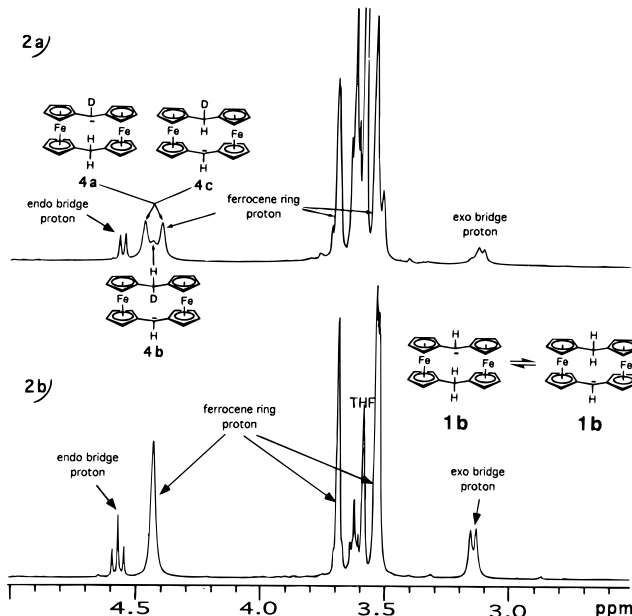 2a)
D
H
H
Fe
Fe
4a
D
H
H
Fe
Fe
4c
endo bridge
proton
ferrocene ring
proton
exo bridge
proton
H
D
Fe
Fe
H
4b
2b)
H
Fe
H
Fe
H
1b
H
H
Fe
Fe
H
1b
THF
ferrocene ring
proton
endo bridge
proton
exo bridge
proton
4.5 4.0 3.5 3.0 ppm